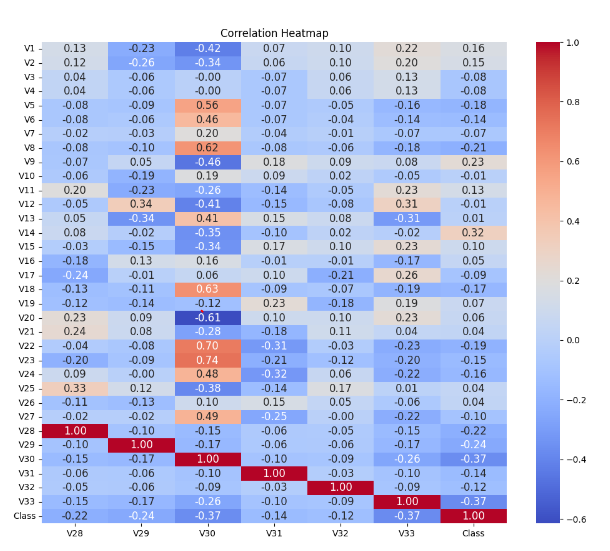 Correlation Heatmap
V1 0.13 -0.23 -0.42 0.07 0.10 0.22 0.16
V2 0.12 -0.26 -0.34 0.06 0.10 0.20 0.15
V3 0.04 -0.06 -0.00 -0.07 0.06 0.13 -0.08
V4 0.04 -0.06 -0.00 -0.07 0.06 0.13 -0.08
V5 -0.08 -0.09 0.56 -0.07 -0.05 -0.16 -0.18
V6 -0.08 -0.06 0.46 -0.07 -0.04 -0.14 -0.14
V7 -0.02 -0.03 0.20 -0.04 -0.01 -0.07 -0.07
V8 -0.08 -0.10 0.62 -0.08 -0.06 -0.18 -0.21
V9 -0.07 0.05 -0.46 0.18 0.09 0.08 0.23
V10 -0.06 -0.19 0.19 0.09 0.02 -0.05 -0.01
V11 0.20 -0.23 -0.26 -0.14 -0.05 0.23 0.13
V12 -0.05 0.34 -0.41 -0.15 -0.08 0.31 -0.01
V13 0.05 -0.34 0.41 0.15 0.08 -0.31 0.01
V14 0.08 -0.02 -0.35 -0.10 0.02 -0.02 0.32
V15 -0.03 -0.15 -0.34 0.17 0.10 0.23 0.10
V16 -0.18 0.13 0.16 -0.01 -0.01 -0.17 0.05
V17 -0.24 -0.01 0.06 0.10 -0.21 0.26 -0.09
V18 -0.13 -0.11 0.63 -0.09 -0.07 -0.19 -0.17
V19 -0.12 -0.14 -0.12 0.23 -0.18 0.19 0.07
V20 0.23 0.09 -0.61 0.10 0.10 0.23 0.06
V21 0.24 0.08 -0.28 -0.18 0.11 0.04 0.04
V22 -0.04 -0.08 0.70 -0.31 -0.03 -0.23 -0.19
V23 -0.20 -0.09 0.74 -0.21 -0.12 -0.20 -0.15
V24 0.09 -0.00 0.48 -0.32 0.06 -0.22 -0.16
V25 0.33 0.12 -0.38 -0.14 0.17 0.01 0.04
V26 -0.11 -0.13 0.10 0.15 0.05 -0.06 0.04
V27 -0.02 -0.02 0.49 -0.25 -0.00 -0.22 -0.10
V28 1.00 -0.10 -0.15 -0.06 -0.05 -0.15 -0.22
V29 -0.10 1.00 -0.17 -0.06 -0.06 -0.17 -0.24
V30 -0.15 -0.17 1.00 -0.10 -0.09 -0.26 -0.37
V31 -0.06 -0.06 -0.10 1.00 -0.03 -0.10 -0.14
V32 -0.05 -0.06 -0.09 -0.03 1.00 -0.09 -0.12
V33 -0.15 -0.17 -0.26 -0.10 -0.09 1.00 -0.37
Class -0.22 -0.24 -0.37 -0.14 -0.12 -0.37 1.00
V28 V29 V30 V31 V32 V33 Class
1.0
0.8
0.6
0.4
0.2
0.0
−0.2
−0.4
−0.6